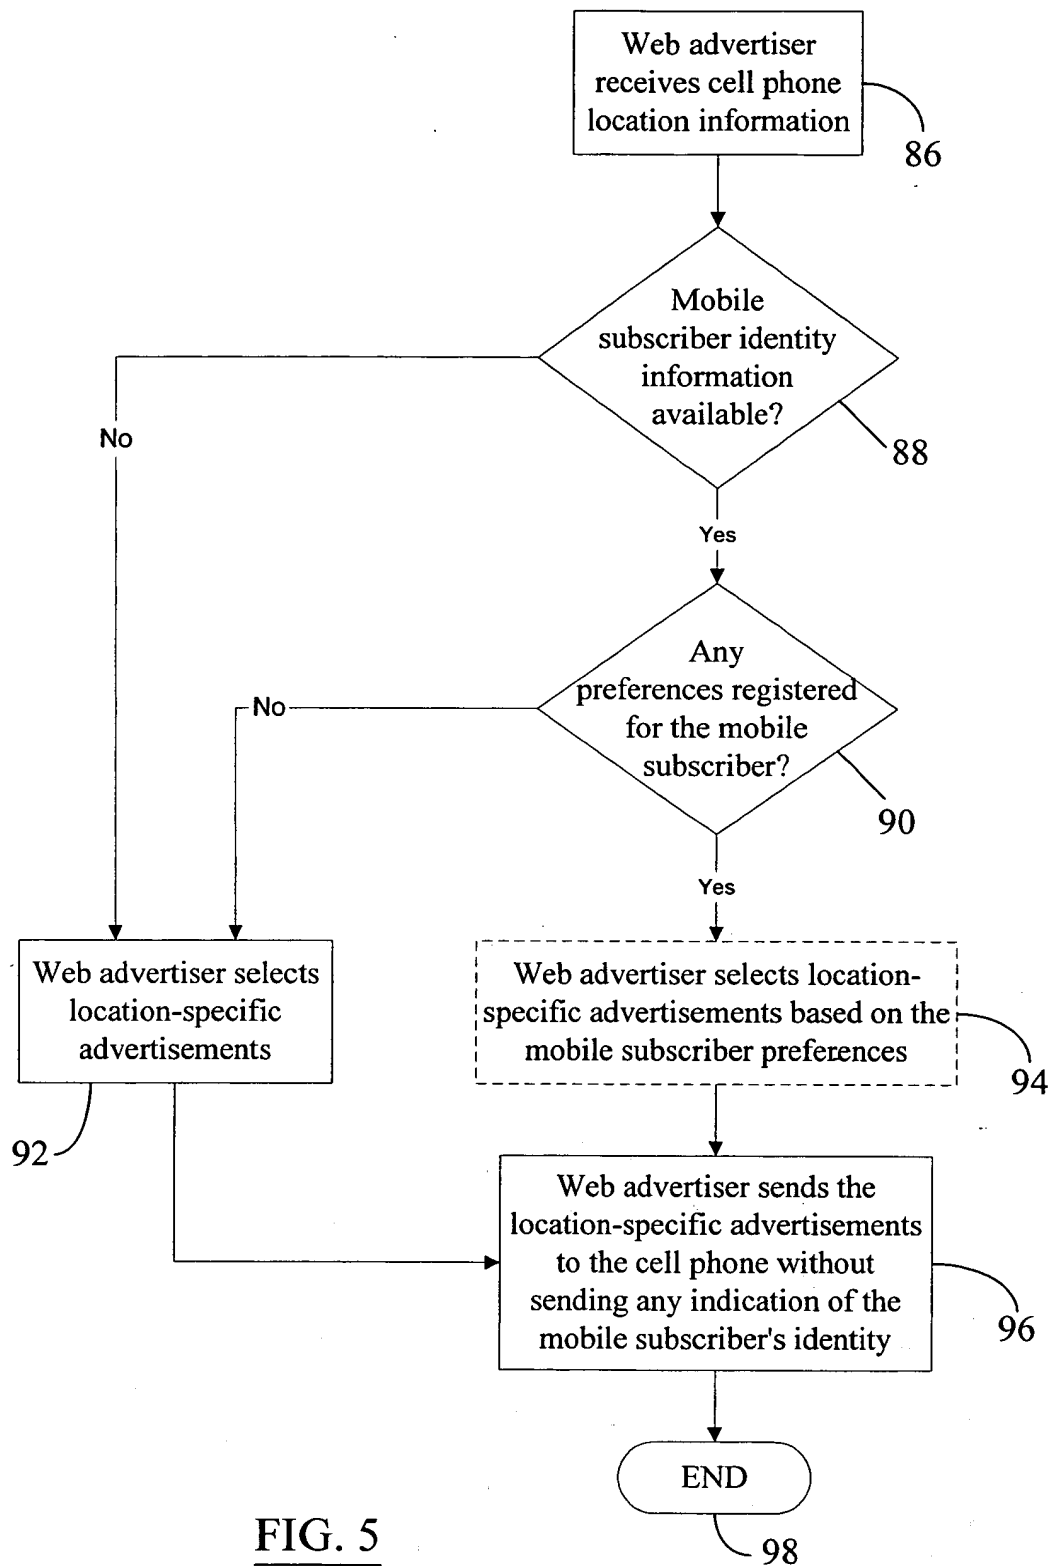 Web advertiser
receives cell phone
location information
86
Mobile
subscriber identity
information
available?
88
No
Yes
Any
preferences registered
for the mobile
subscriber?
90
No
Yes
Web advertiser selects
location-specific
advertisements
92
Web advertiser selects location-
specific advertisements based on the
mobile subscriber preferences
94
Web advertiser sends the
location-specific advertisements
to the cell phone without
sending any indication of the
mobile subscriber's identity
96
END
98
FIG. 5